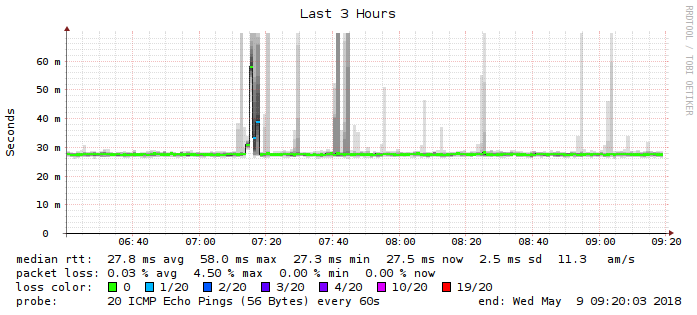 Last 3 Hours
RRDTOOL / TOBI OETIKER
Seconds
60 m
50 m
40 m
30 m
20 m
10 m
0
06:40 07:00 07:20 07:40 08:00 08:20 08:40 09:00 09:20
median rtt: 27.8 ms avg 58.0 ms max 27.3 ms min 27.5 ms now 2.5 ms sd 11.3 am/s
packet loss: 0.03 % avg 4.50 % max 0.00 % min 0.00 % now
loss color: 0 1/20 2/20 3/20 4/20 10/20 19/20
probe: 20 ICMP Echo Pings (56 Bytes) every 60s end: Wed May 9 09:20:03 2018